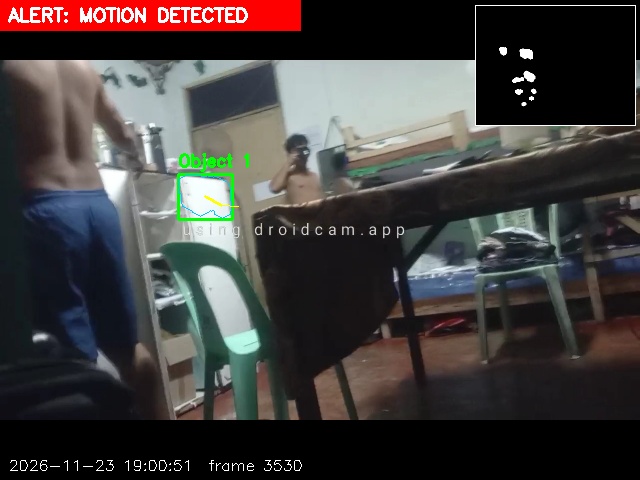 ALERT: MOTION DETECTED
Object 1
using droidcam.app
2026-11-23 19:00:51 frame 3530